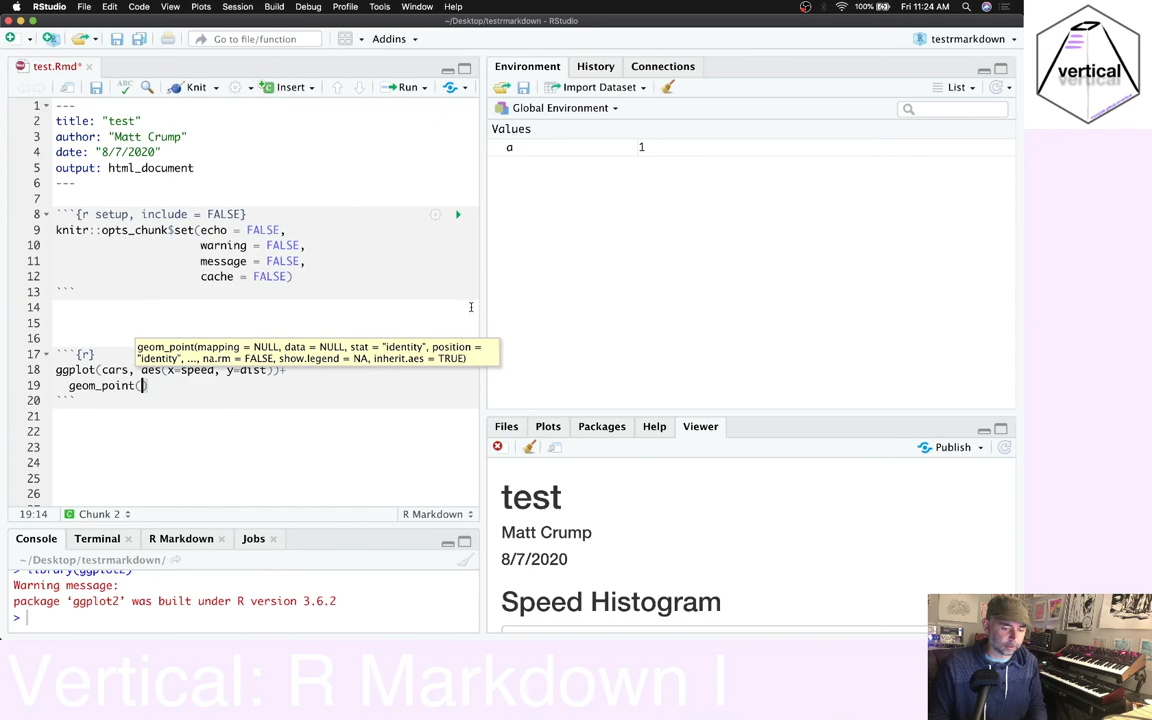 RStudio File Edit Code View Plots Session Build Debug Profile Tools Window Help 100% Fri 11:24 AM
~/Desktop/testrmarkdown - RStudio
Go to file/function Addins testrmarkdown
test.Rmd*
ABC Knit Insert Run
1 ---
2 title: "test"
3 author: "Matt Crump"
4 date: "8/7/2020"
5 output: html_document
6 ---
7
8 ```{r setup, include = FALSE}
9 knitr::opts_chunk$set(echo = FALSE,
10 warning = FALSE,
11 message = FALSE,
12 cache = FALSE)
13 ```
14
15
16
geom_point(mapping = NULL, data = NULL, stat = "identity", position =
"identity", ..., na.rm = FALSE, show.legend = NA, inherit.aes = TRUE)
17 ```{r}
18 ggplot(cars, aes(x=speed, y=dist))+
19 geom_point()
20 ```
21
22
23
24
25
26
19:14 Chunk 2 R Markdown
Console Terminal R Markdown Jobs
~/Desktop/testrmarkdown/
> library(ggplot2)
Warning message:
package ‘ggplot2’ was built under R version 3.6.2
>
Environment History Connections
Import Dataset List
Global Environment
Values
a 1
Files Plots Packages Help Viewer
Publish
test
Matt Crump
8/7/2020
Speed Histogram
vertical
Vertical: R Markdown I